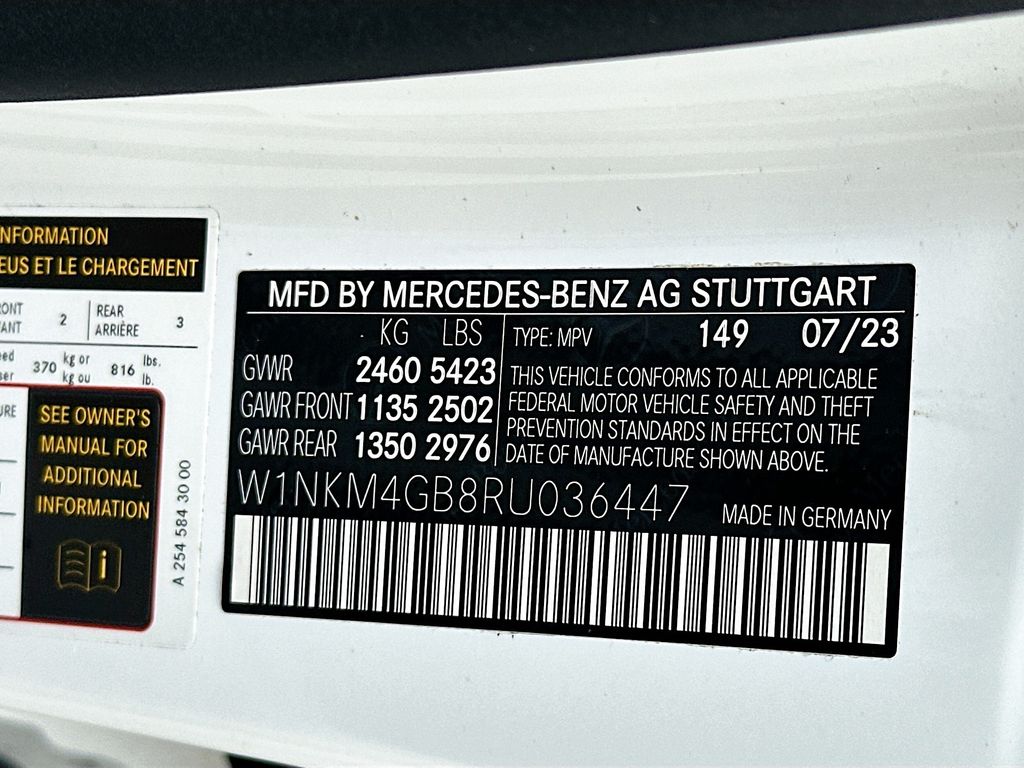 NFORMATION
EUS ET LE CHARGEMENT
RONT
ANT
2
REAR
ARRIÈRE
3
370
kg or
kg ou
816
lbs.
lb.
SEE OWNER'S
MANUAL FOR
ADDITIONAL
INFORMATION
A 254 584 30 00
MFD BY MERCEDES-BENZ AG STUTTGART
KG LBS
GVWR 2460 5423
GAWR FRONT 1135 2502
GAWR REAR 1350 2976
TYPE: MPV 149 07/23
THIS VEHICLE CONFORMS TO ALL APPLICABLE
FEDERAL MOTOR VEHICLE SAFETY AND THEFT
PREVENTION STANDARDS IN EFFECT ON THE
DATE OF MANUFACTURE SHOWN ABOVE.
W1NKM4GB8RU036447
MADE IN GERMANY